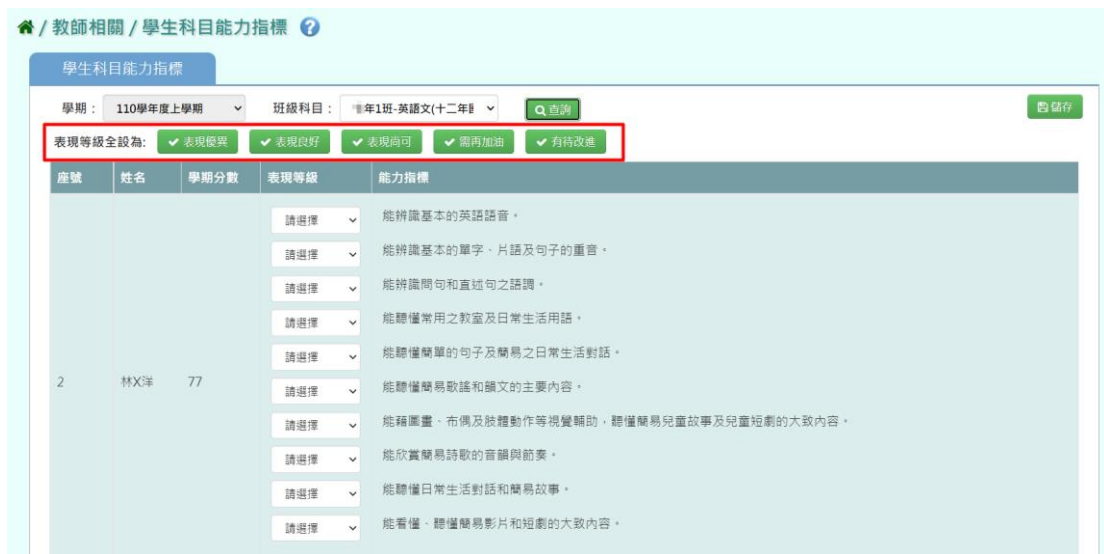 / 教師相關 / 學生科目能力指標 ?
學生科目能力指標
學期： 110學年度上學期 班級科目： 年1班-英語文(十二年 查詢 儲存
表現等級全設為: 表現優異 表現良好 表現尚可 需再加油 有待改進
座號 姓名 學期分數 表現等級 能力指標
請選擇 能辨識基本的英語語音。
請選擇 能辨識基本的單字、片語及句子的重音。
請選擇 能辨識問句和直述句之語調。
請選擇 能聽懂常用之教室及日常生活用語。
請選擇 能聽懂簡單的句子及簡易之日常生活對話。
2 林X洋 77
請選擇 能聽懂簡易歌謠和韻文的主要內容。
請選擇 能藉圖畫、布偶及肢體動作等視覺輔助，聽懂簡易兒童故事及兒童短劇的大致內容。
請選擇 能欣賞簡易詩歌的音韻與節奏。
請選擇 能聽懂日常生活對話和簡易故事。
請選擇 能看懂、聽懂簡易影片和短劇的大致內容。